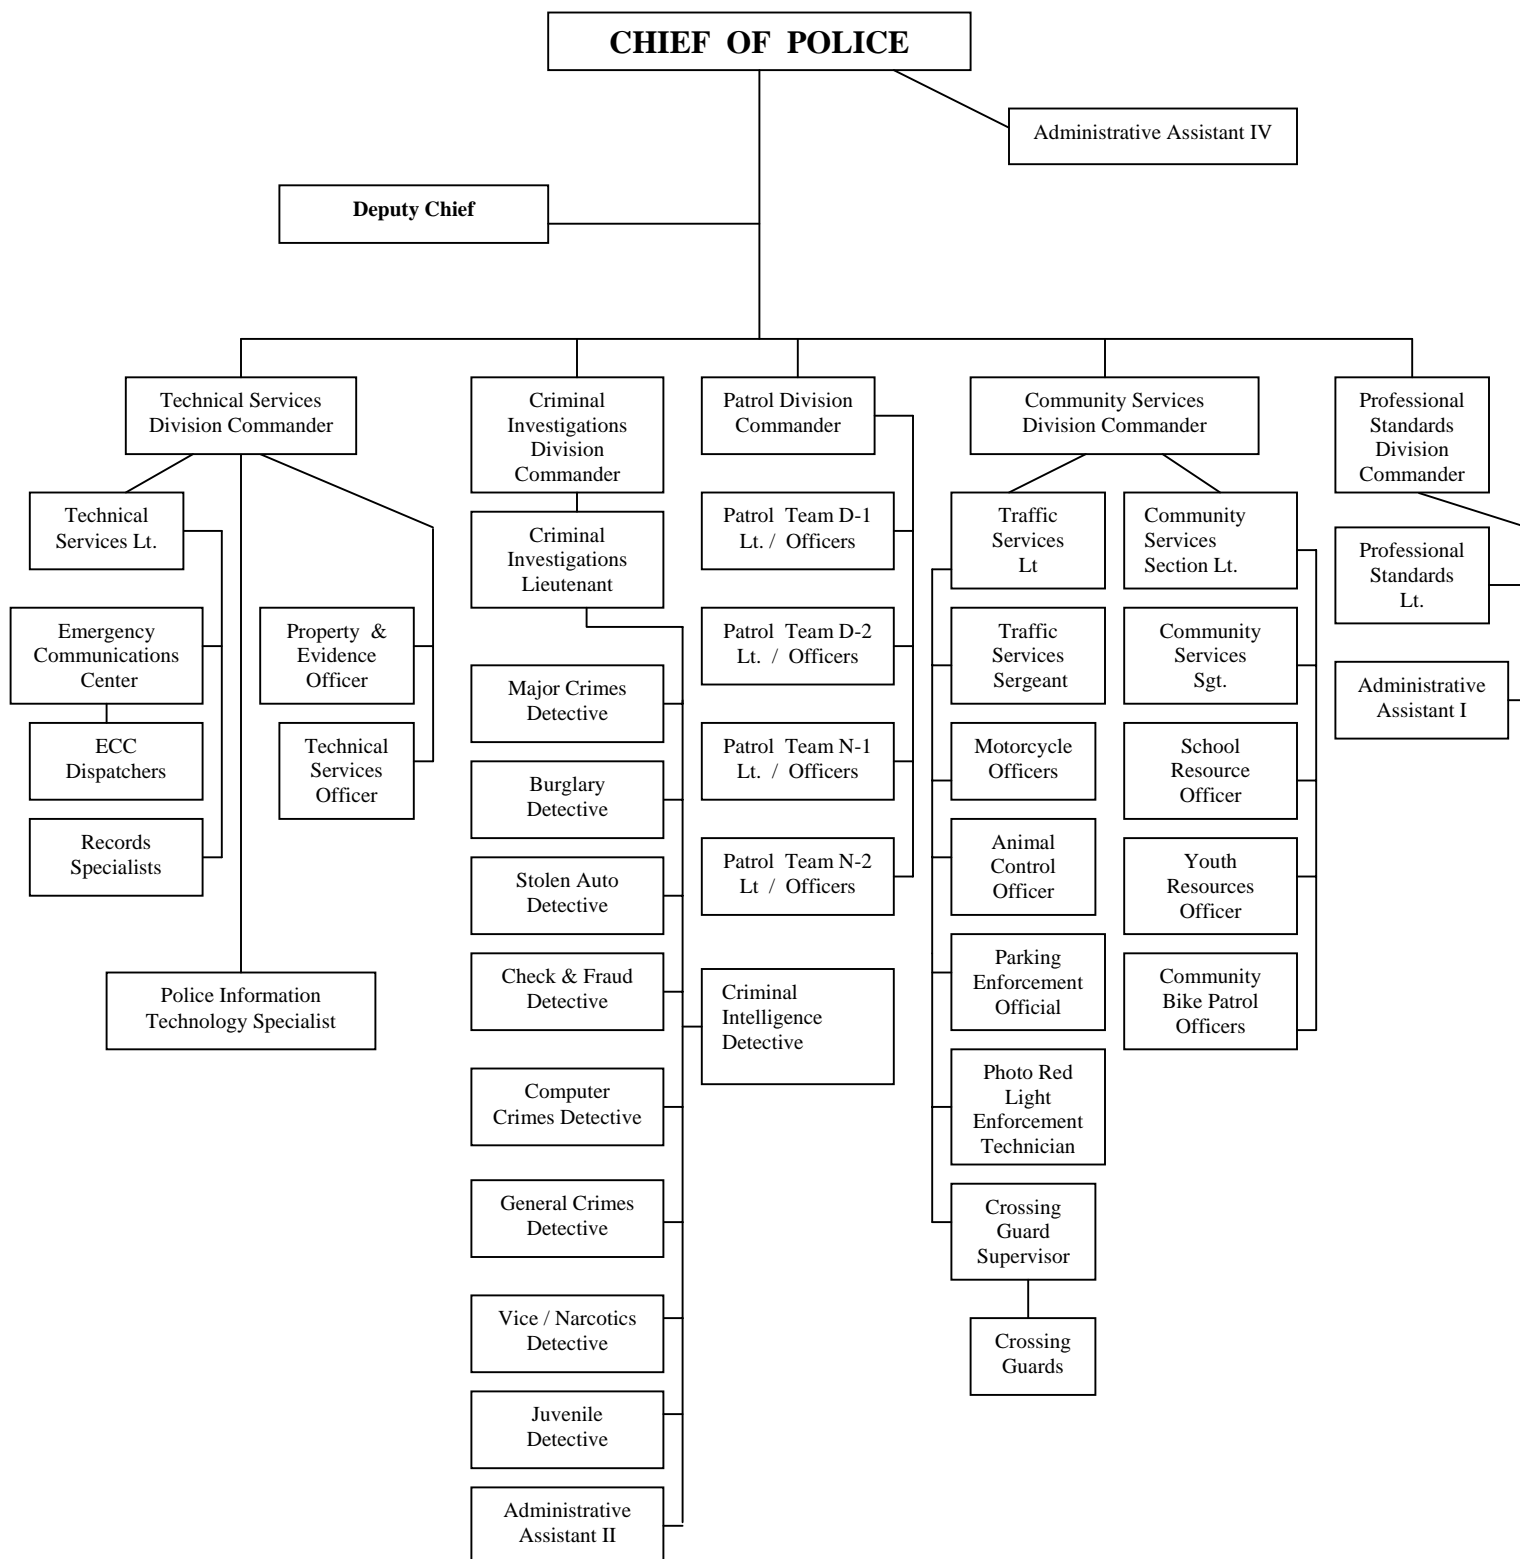 CHIEF OF POLICE
Administrative Assistant IV
Deputy Chief
Technical Services
Division Commander
Technical
Services Lt.
Emergency
Communications
Center
ECC
Dispatchers
Records
Specialists
Property &
Evidence
Officer
Technical
Services
Officer
Police Information
Technology Specialist
Criminal
Investigations
Division
Commander
Criminal
Investigations
Lieutenant
Major Crimes
Detective
Burglary
Detective
Stolen Auto
Detective
Check & Fraud
Detective
Criminal
Intelligence
Detective
Computer
Crimes Detective
General Crimes
Detective
Vice / Narcotics
Detective
Juvenile
Detective
Administrative
Assistant II
Patrol Division
Commander
Patrol Team D-1
Lt. / Officers
Patrol Team D-2
Lt. / Officers
Patrol Team N-1
Lt. / Officers
Patrol Team N-2
Lt / Officers
Community Services
Division Commander
Traffic
Services
Lt
Traffic
Services
Sergeant
Motorcycle
Officers
Animal
Control
Officer
Parking
Enforcement
Official
Photo Red
Light
Enforcement
Technician
Crossing
Guard
Supervisor
Crossing
Guards
Community
Services
Section Lt.
Community
Services
Sgt.
School
Resource
Officer
Youth
Resources
Officer
Community
Bike Patrol
Officers
Professional
Standards
Division
Commander
Professional
Standards
Lt.
Administrative
Assistant I